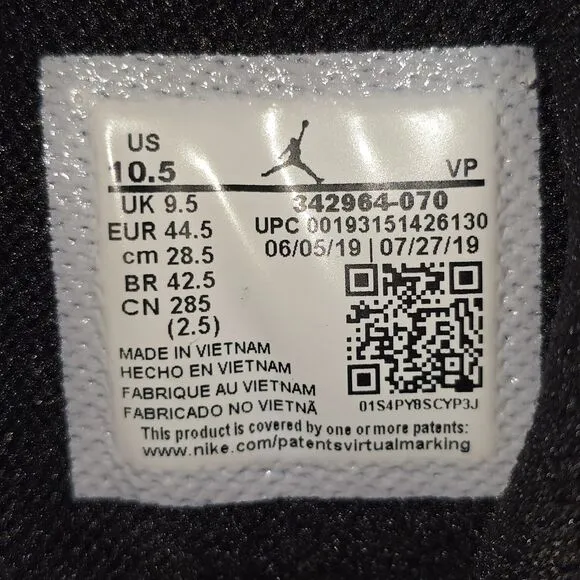 US
10.5 VP
UK 9.5 342964-070
EUR 44.5 UPC 00193151426130
cm 28.5 06/05/19 | 07/27/19
BR 42.5
CN 285
(2.5)
MADE IN VIETNAM
HECHO EN VIETNAM
FABRIQUE AU VIETNAM
FABRICADO NO VIETNÃ 01S4PY8SCYP3J
This product is covered by one or more patents:
www.nike.com/patentsvirtualmarking